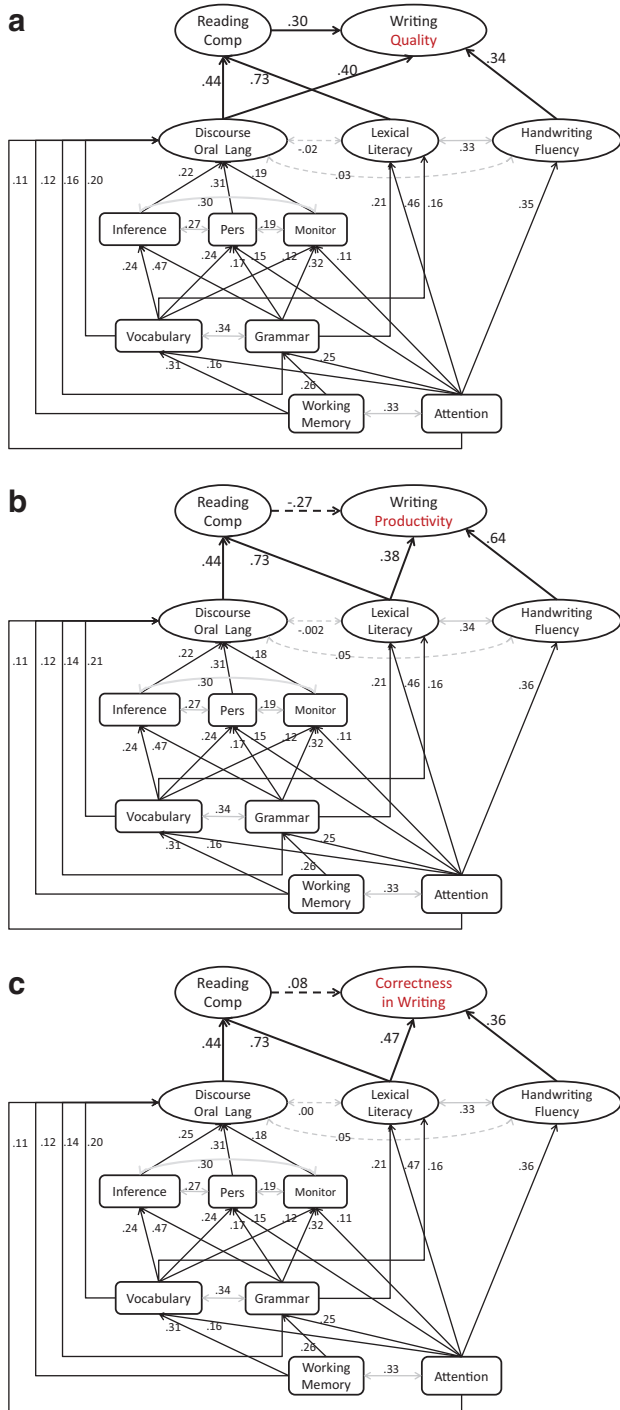 a
Reading
Comp
.30
Writing
Quality
.44
.73
.40
.34
Discourse
Oral Lang
-.02
Lexical
Literacy
.33
Handwriting
Fluency
.03
.11
.12
.16
.20
.22
.31
.19
.30
.21
.46
.16
.35
Inference
.27
Pers
.19
Monitor
.24
.47
.24
.17
.15
.12
.32
.11
Vocabulary
.34
Grammar
.31
.16
.25
.26
Working
Memory
.33
Attention
b
Reading
Comp
-.27
Writing
Productivity
.44
.73
.38
.64
Discourse
Oral Lang
-.002
Lexical
Literacy
.34
Handwriting
Fluency
.05
.11
.12
.14
.21
.22
.31
.18
.30
.21
.46
.16
.36
Inference
.27
Pers
.19
Monitor
.24
.47
.24
.17
.15
.12
.32
.11
Vocabulary
.34
Grammar
.31
.16
.25
.26
Working
Memory
.33
Attention
c
Reading
Comp
.08
Correctness
in Writing
.44
.73
.47
.36
Discourse
Oral Lang
.00
Lexical
Literacy
.33
Handwriting
Fluency
.05
.11
.12
.14
.20
.25
.31
.18
.30
.21
.47
.16
.36
Inference
.27
Pers
.19
Monitor
.24
.47
.24
.17
.15
.12
.32
.11
Vocabulary
.34
Grammar
.31
.16
.25
.26
Working
Memory
.33
Attention